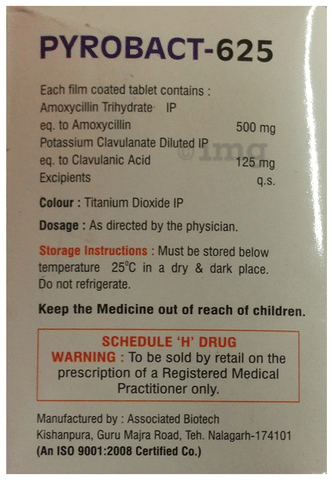 PYROBACT-625
Each film coated tablet contains :
Amoxycillin Trihydrate IP
eq. to Amoxycillin 500 mg
Potassium Clavulanate Diluted IP
eq. to Clavulanic Acid 125 mg
Excipients q.s.
Colour : Titanium Dioxide IP
Dosage : As directed by the physician.
Storage Instructions : Must be stored below
temperature 25°C in a dry & dark place.
Do not refrigerate.
Keep the Medicine out of reach of children.
SCHEDULE 'H' DRUG
WARNING : To be sold by retail on the
prescription of a Registered Medical
Practitioner only.
Manufactured by : Associated Biotech
Kishanpura, Guru Majra Road, Teh. Nalagarh-174101
(An ISO 9001:2008 Certified Co.)
©1mg